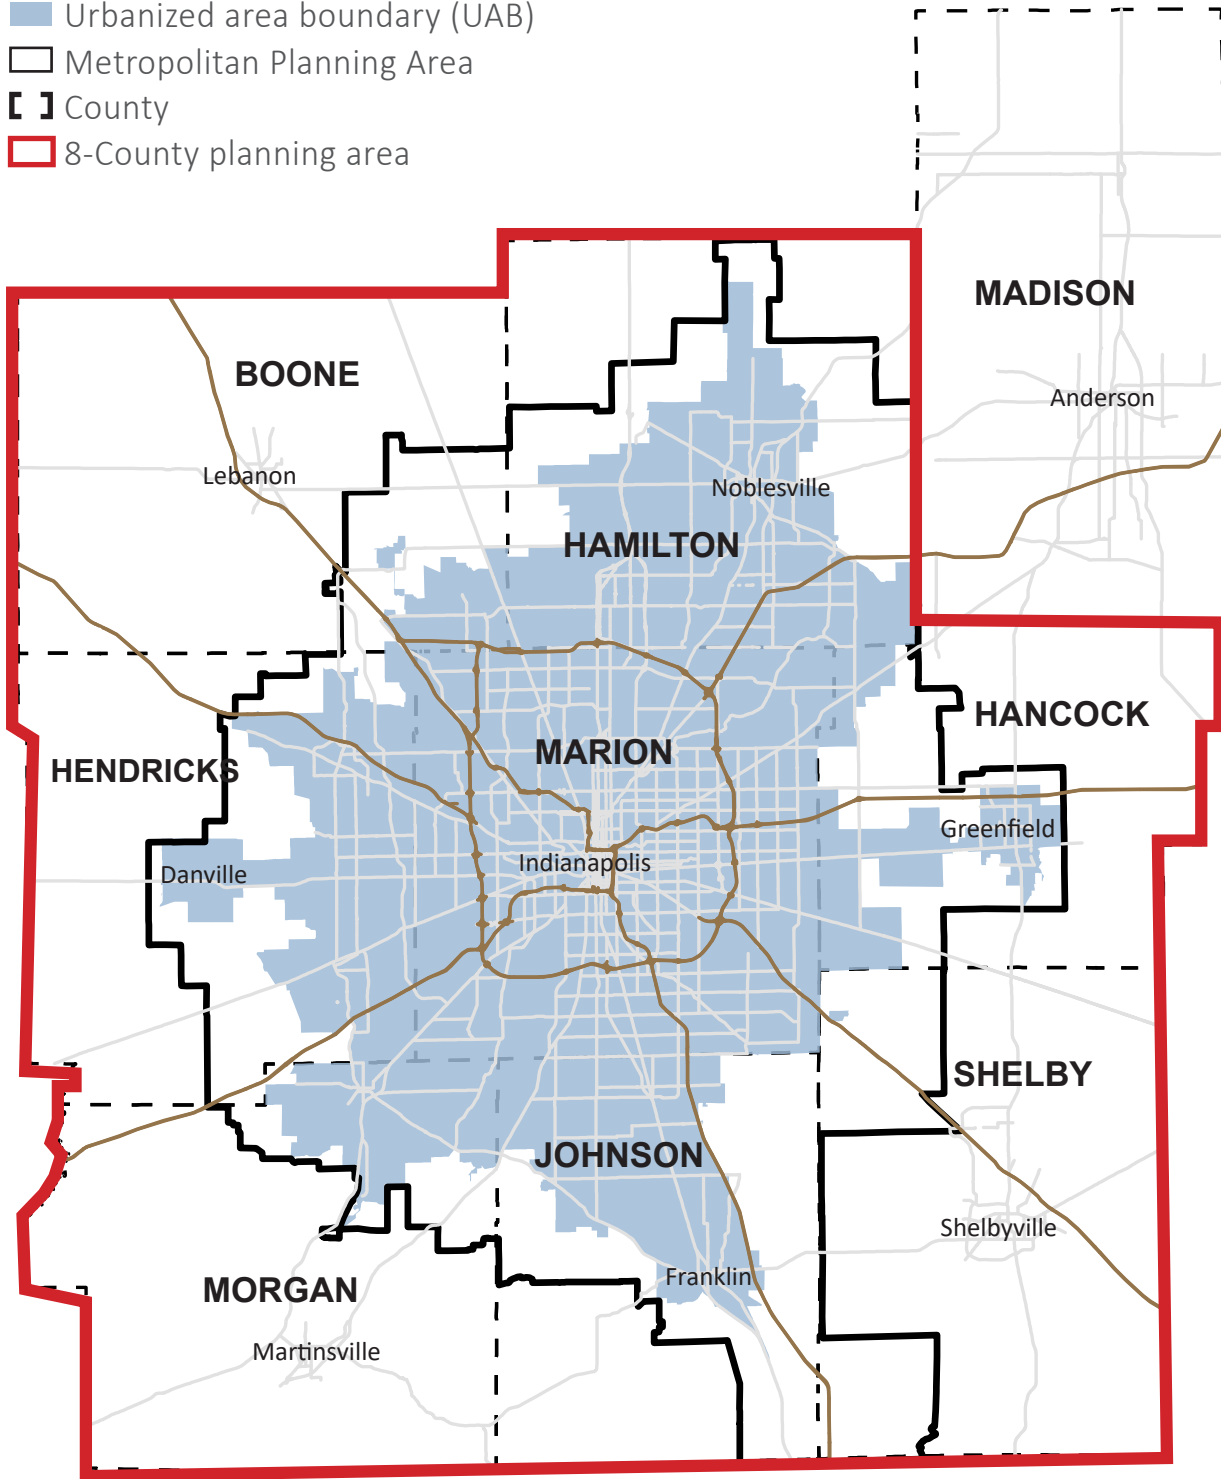 Urbanized area boundary (UAB)
Metropolitan Planning Area
County
8-County planning area
MADISON
BOONE
Anderson
Lebanon
Noblesville
HAMILTON
HANCOCK
MARION
HENDRICKS
Greenfield
Indianapolis
Danville
SHELBY
JOHNSON
Shelbyville
Franklin
MORGAN
Martinsville